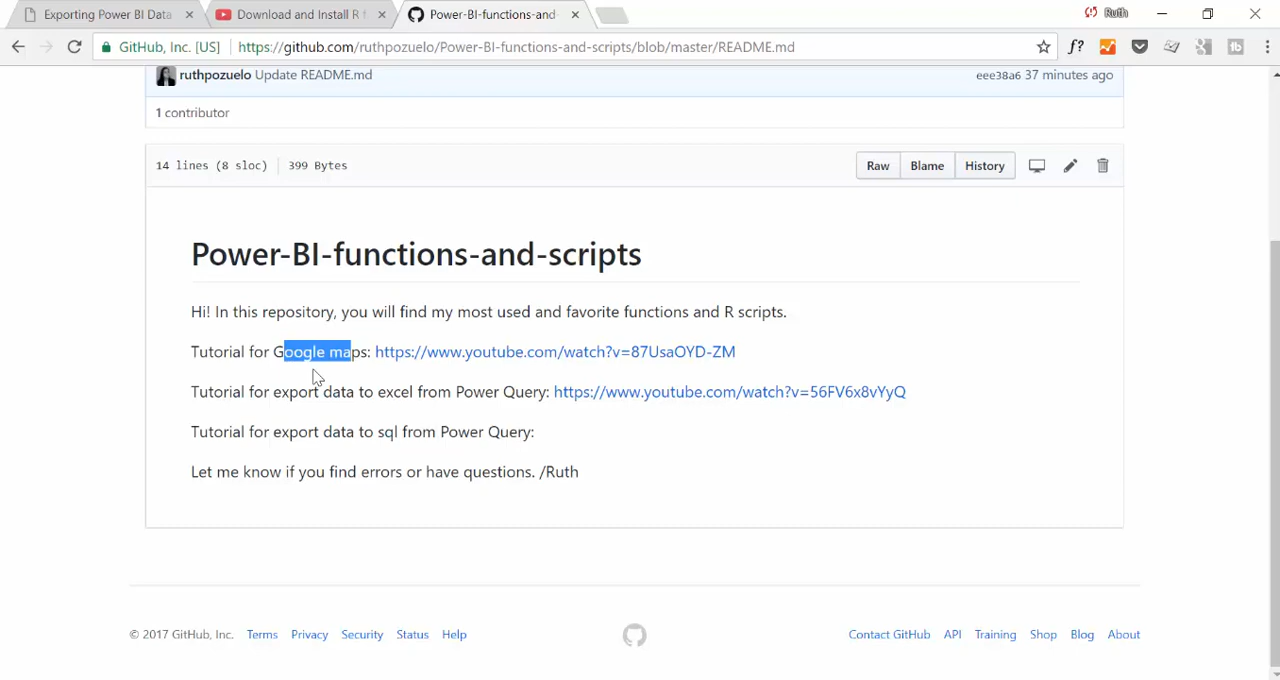 Exporting Power BI Data
Download and Install R f
Power-BI-functions-and-
Ruth
GitHub, Inc. [US]
https://github.com/ruthpozuelo/Power-BI-functions-and-scripts/blob/master/README.md
f?
tb
ruthpozuelo Update README.md
eee38a6 37 minutes ago
1 contributor
14 lines (8 sloc)
399 Bytes
Raw
Blame
History
Power-BI-functions-and-scripts
Hi! In this repository, you will find my most used and favorite functions and R scripts.
Tutorial for Google maps: https://www.youtube.com/watch?v=87UsaOYD-ZM
Tutorial for export data to excel from Power Query: https://www.youtube.com/watch?v=56FV6x8vYyQ
Tutorial for export data to sql from Power Query:
Let me know if you find errors or have questions. /Ruth
© 2017 GitHub, Inc.
Terms
Privacy
Security
Status
Help
Contact GitHub
API
Training
Shop
Blog
About